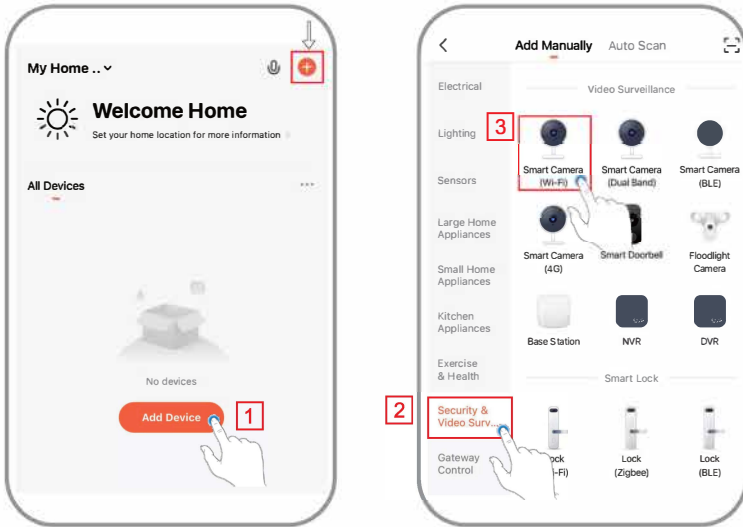 My Home ..
Welcome Home
Set your home location for more information
All Devices
No devices
Add Device
1
Add Manually Auto Scan
Electrical
Lighting
Sensors
Large Home
Appliances
Small Home
Appliances
Kitchen
Appliances
Exercise
& Health
2
Security &
Video Surv...
Gateway
Control
Video Surveillance
3
Smart Camera
(Wi-Fi)
Smart Camera
(Dual Band)
Smart Camera
(BLE)
Smart Camera
(4G)
Smart Doorbell
Floodlight
Camera
Base Station
NVR
DVR
Smart Lock
Lock
(Zigbee)
Lock
(BLE)